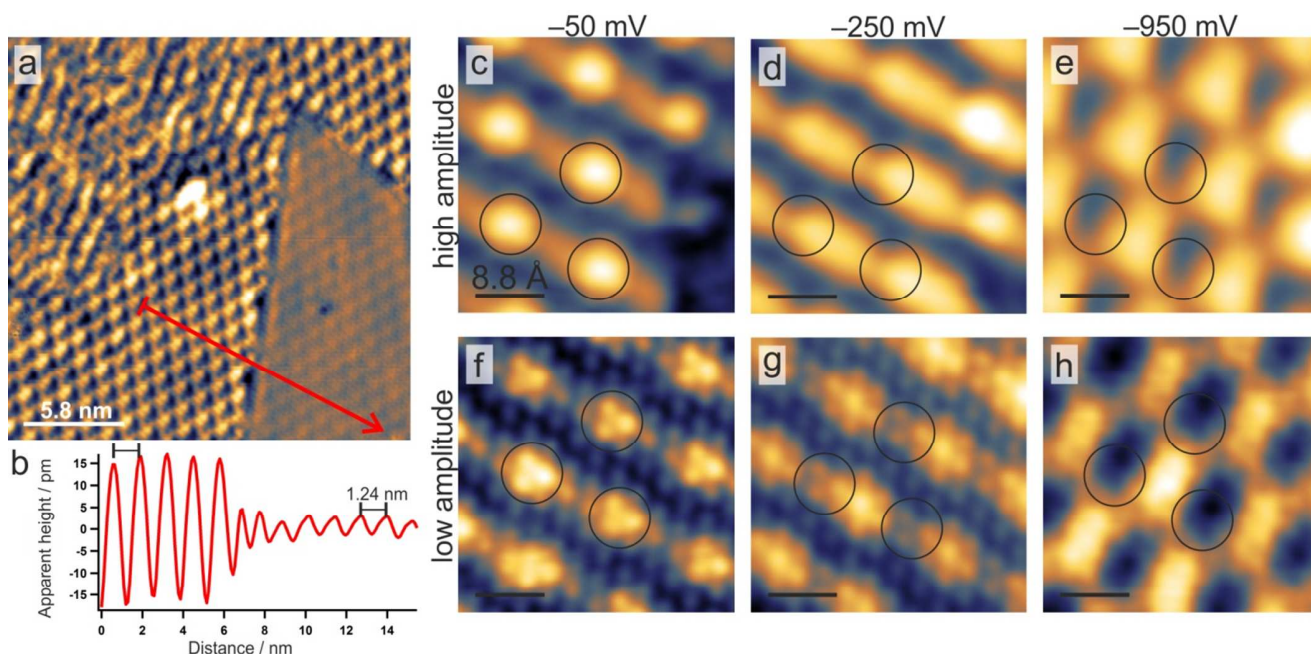 –50 mV
–250 mV
–950 mV
high amplitude
low amplitude
a
5.8 nm
b
Apparent height / pm
15
10
5
0
-5
-10
-15
1.24 nm
0
2
4
6
8
10
12
14
Distance / nm
c
8.8 Å
d
e
f
g
h